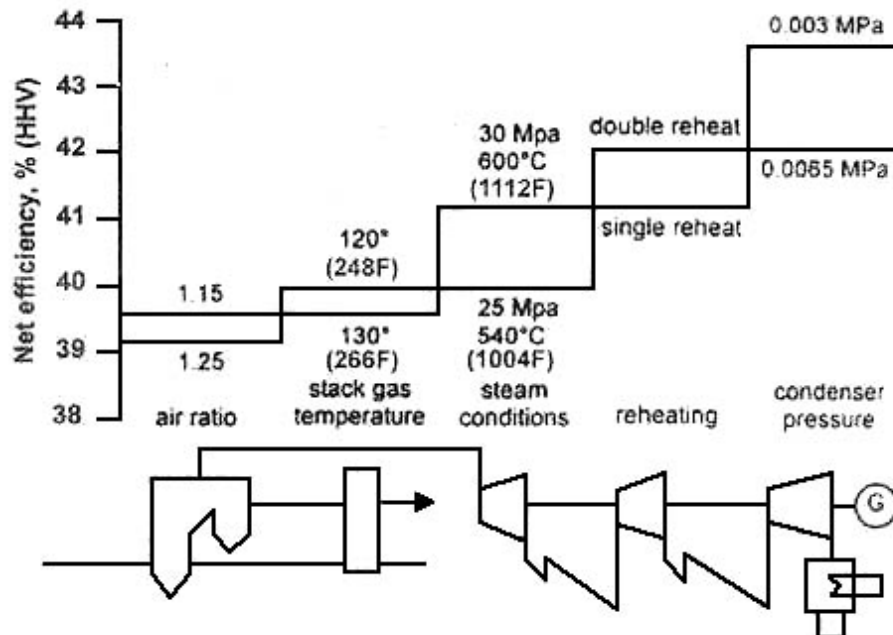 Net efficiency, % (HHV)
44
43
42
41
40
39
38
1.15
1.25
air ratio
120°
(248F)
130°
(266F)
stack gas
temperature
30 Mpa
600°C
(1112F)
25 Mpa
540°C
(1004F)
steam
conditions
double reheat
single reheat
reheating
0.003 MPa
0.0065 MPa
condenser
pressure
G